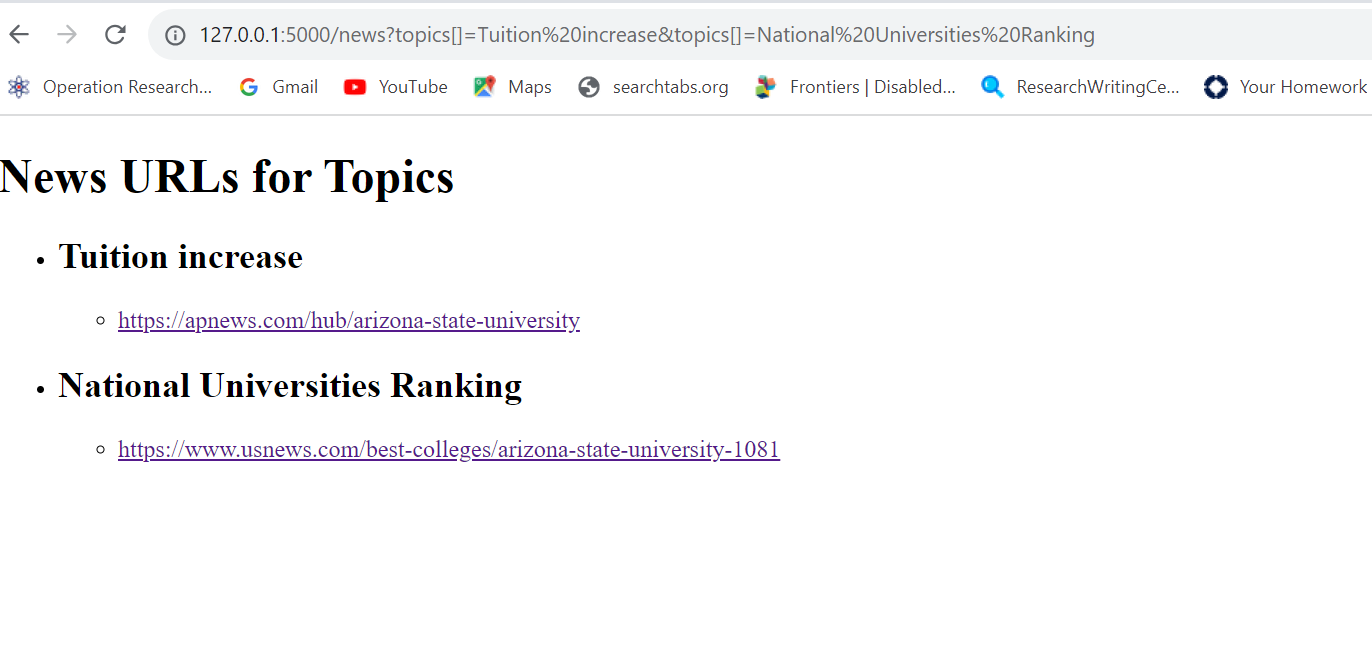 127.0.0.1:5000/news?topics[]=Tuition%20increase&topics[]=National%20Universities%20Ranking
Operation Research... Gmail YouTube Maps searchtabs.org Frontiers | Disabled... ResearchWritingCe... Your Homework
News URLs for Topics
Tuition increase
https://apnews.com/hub/arizona-state-university
National Universities Ranking
https://www.usnews.com/best-colleges/arizona-state-university-1081